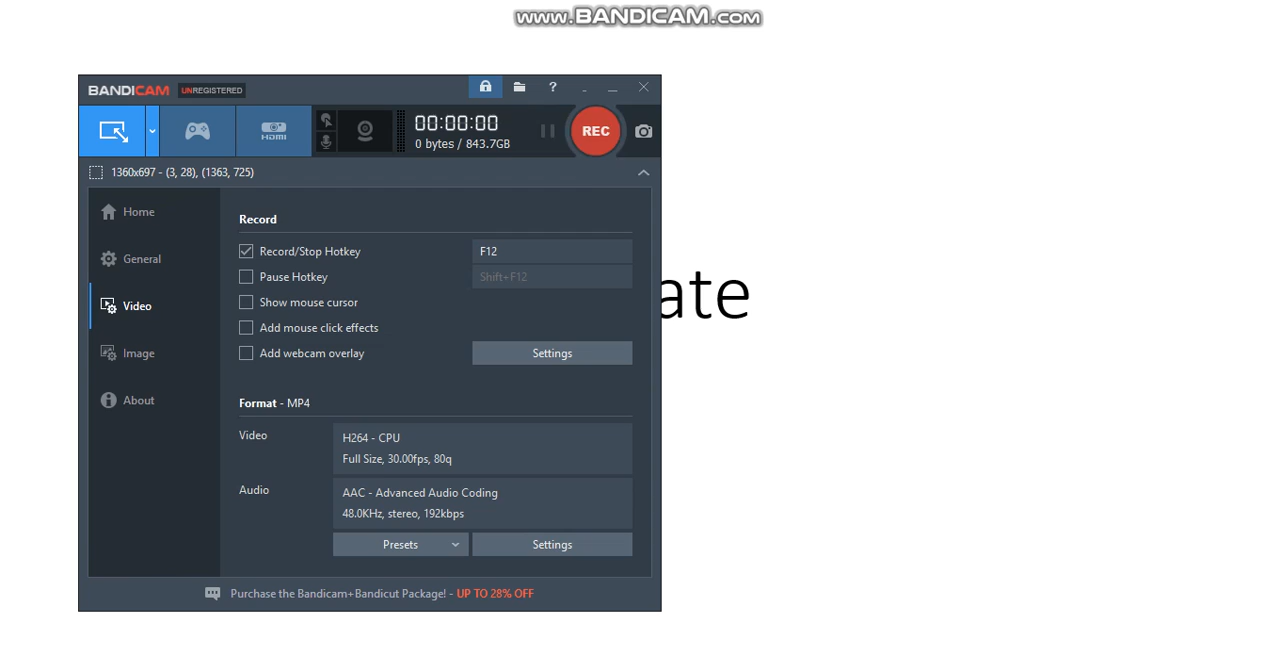 www.BANDICAM.com
BANDICAM UNREGISTERED
?
HDMI
00:00:00
0 bytes / 843.7GB
REC
1360x697 - (3, 28), (1363, 725)
Home
General
Video
Image
About
Record
Record/Stop Hotkey F12
Pause Hotkey Shift+F12
Show mouse cursor
Add mouse click effects
Add webcam overlay Settings
Format - MP4
Video H264 - CPU
Full Size, 30.00fps, 80q
Audio AAC - Advanced Audio Coding
48.0KHz, stereo, 192kbps
Presets Settings
Purchase the Bandicam+Bandicut Package! - UP TO 28% OFF